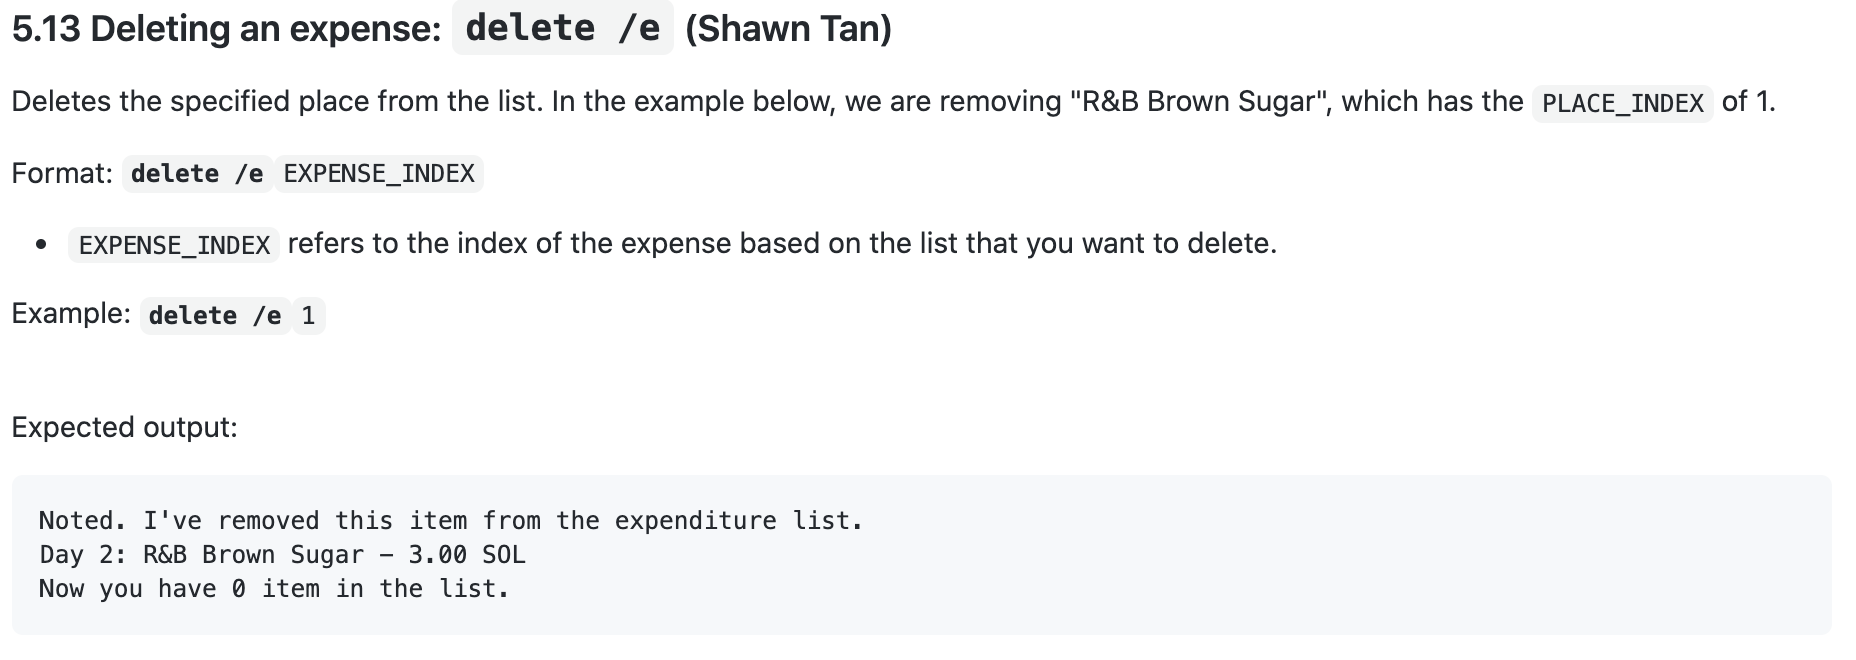 5.13 Deleting an expense: delete /e (Shawn Tan)
Deletes the specified place from the list. In the example below, we are removing "R&B Brown Sugar", which has the PLACE_INDEX of 1.
Format: delete /e EXPENSE_INDEX
• EXPENSE_INDEX refers to the index of the expense based on the list that you want to delete.
Example: delete /e 1
Expected output:
Noted. I've removed this item from the expenditure list.
Day 2: R&B Brown Sugar – 3.00 SOL
Now you have 0 item in the list.